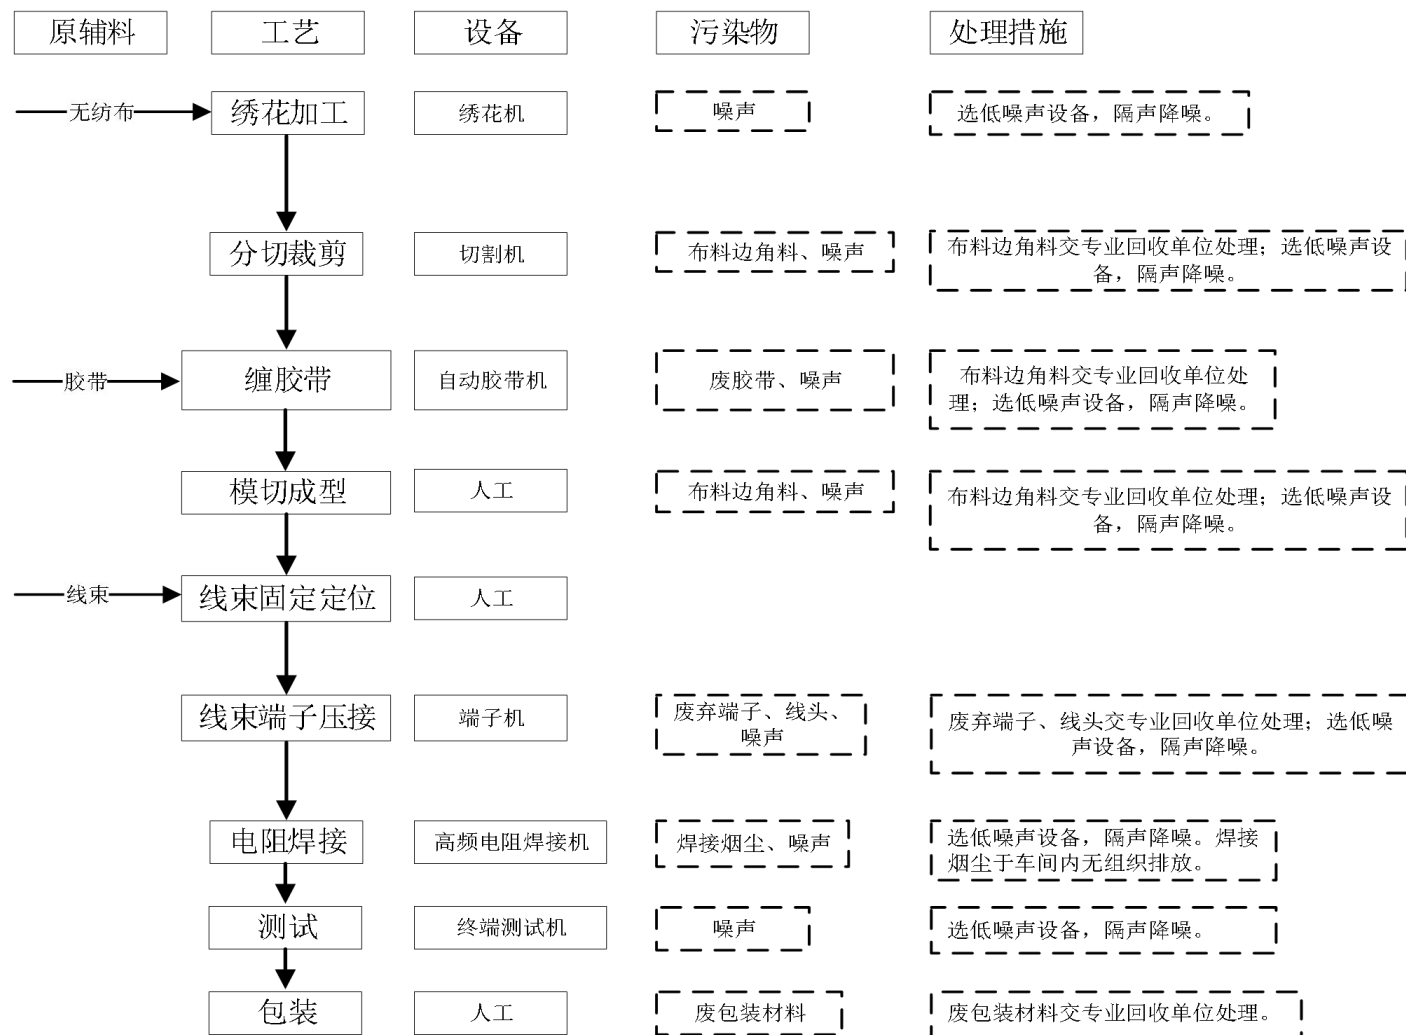 原辅料 工艺 设备 污染物 处理措施
无纺布 绣花加工 绣花机 噪声 选低噪声设备，隔声降噪。
分切裁剪 切割机 布料边角料、噪声 布料边角料交专业回收单位处理；选低噪声设
备，隔声降噪。
胶带 缠胶带 自动胶带机 废胶带、噪声 布料边角料交专业回收单位处
理；选低噪声设备，隔声降噪。
模切成型 人工 布料边角料、噪声 布料边角料交专业回收单位处理；选低噪声设
备，隔声降噪。
线束 线束固定定位 人工
线束端子压接 端子机 废弃端子、线头、
噪声
废弃端子、线头交专业回收单位处理；选低噪
声设备，隔声降噪。
电阻焊接 高频电阻焊接机 焊接烟尘、噪声 选低噪声设备，隔声降噪。焊接
烟尘于车间内无组织排放。
测试 终端测试机 噪声 选低噪声设备，隔声降噪。
包装 人工 废包装材料 废包装材料交专业回收单位处理。